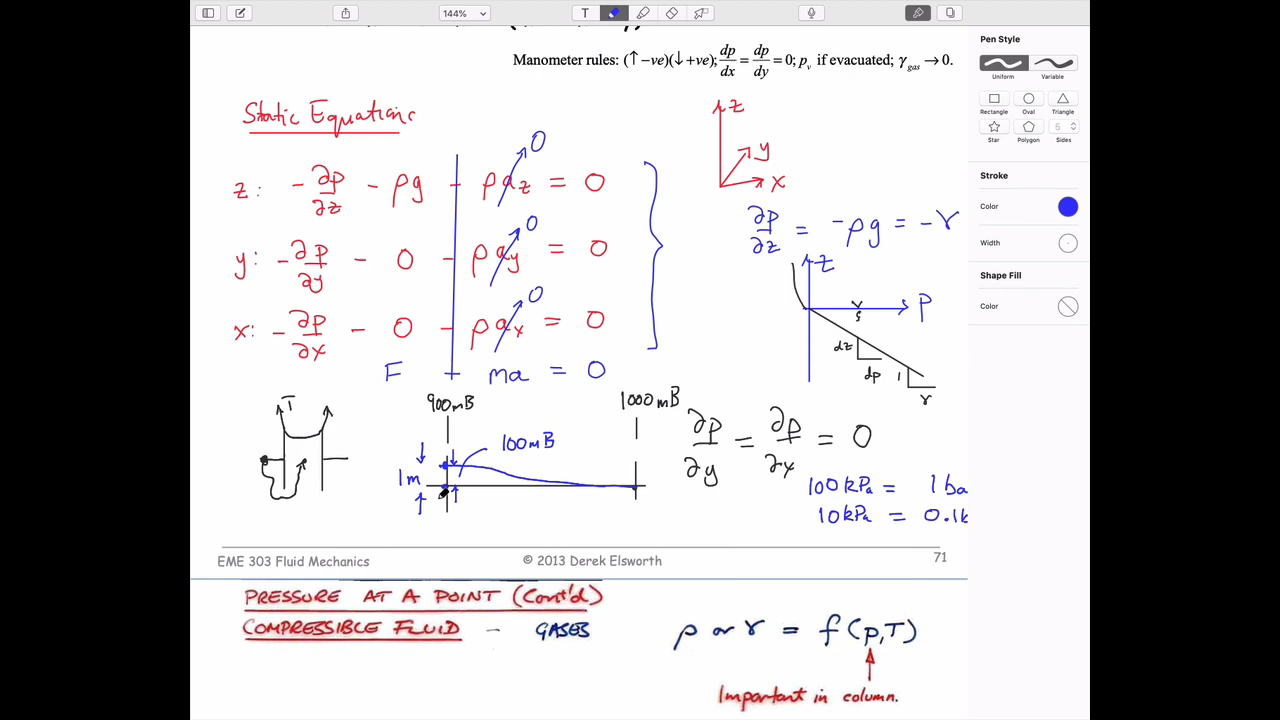 144%
T
Pen Style
Uniform
Variable
Rectangle
Oval
Triangle
Star
Polygon
5
Sides
Stroke
Color
Width
Shape Fill
Color
Manometer rules: (↑ −ve)(↓ +ve); dp/dx = dp/dy = 0; p_v if evacuated; γ_gas → 0.
Static Equations
z: − ∂p/∂z − ρg − ρa_z = 0
0
y: − ∂p/∂y − 0 − ρa_y = 0
0
x: − ∂p/∂x − 0 − ρa_x = 0
0
F + ma = 0
z
y
x
∂p/∂z = −ρg = −γ
z
P
dz
dp
1
γ
T
900mB
1000mB
100mB
1m
∂p/∂y = ∂p/∂x = 0
100kPa = 1 ba
10kPa = 0.1
EME 303 Fluid Mechanics
© 2013 Derek Elsworth
71
PRESSURE AT A POINT (Cont'd)
COMPRESSIBLE FLUID – GASES
ρ or γ = f(p,T)
Important in column.